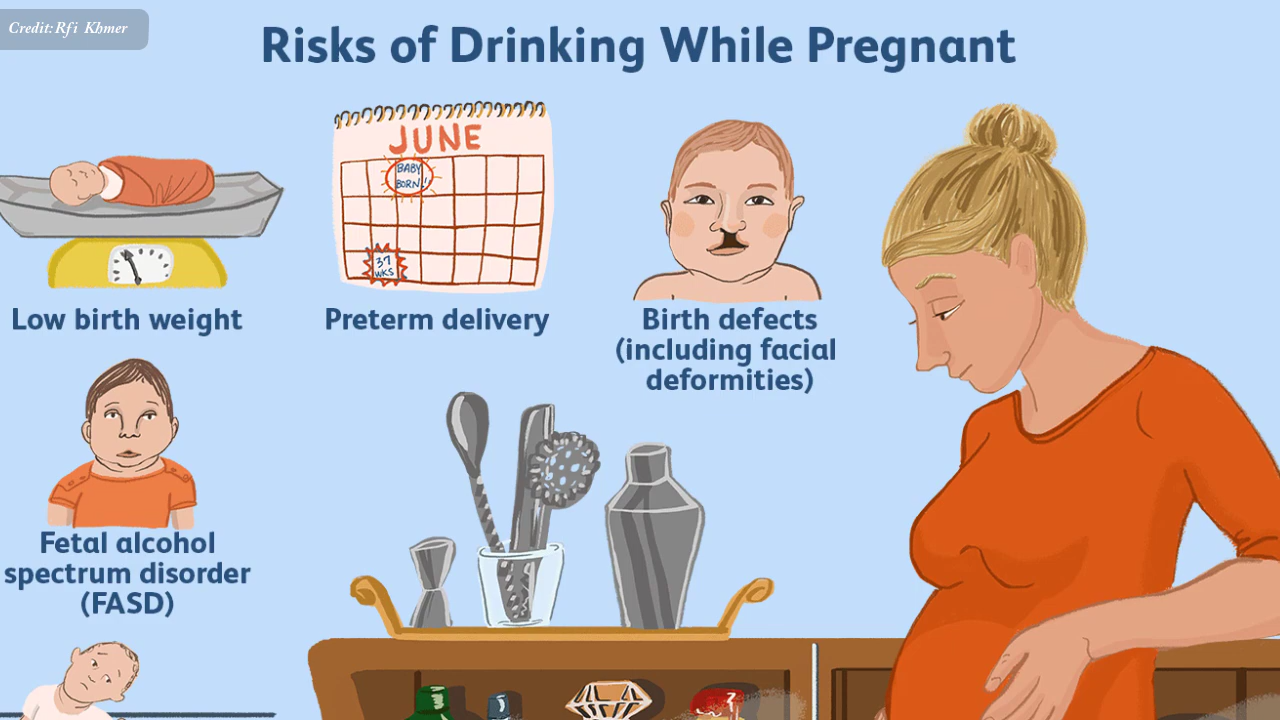 Credit:Rfi Khmer
Risks of Drinking While Pregnant
JUNE
BABY
BORN!
37
WKS
Low birth weight
Preterm delivery
Birth defects
(including facial
deformities)
Fetal alcohol
spectrum disorder
(FASD)